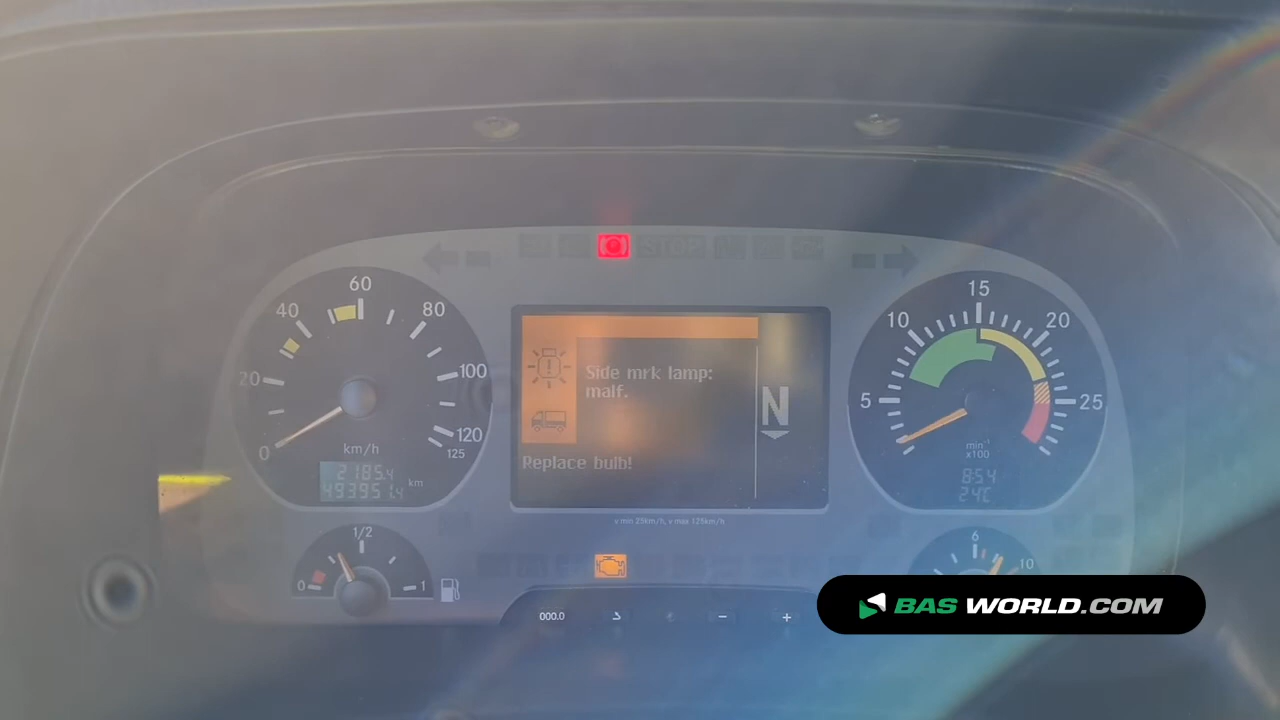 STOP
60
40
80
20
100
0
120
125
km/h
2185.4
493951.4
km
Side mrk lamp:
malf.
Replace bulb!
N
15
10
20
5
25
min⁻¹
x100
8:54
24°C
v min 25km/h, v max 125km/h
1/2
0
1
6
10
000.0
−
+
BAS WORLD.COM